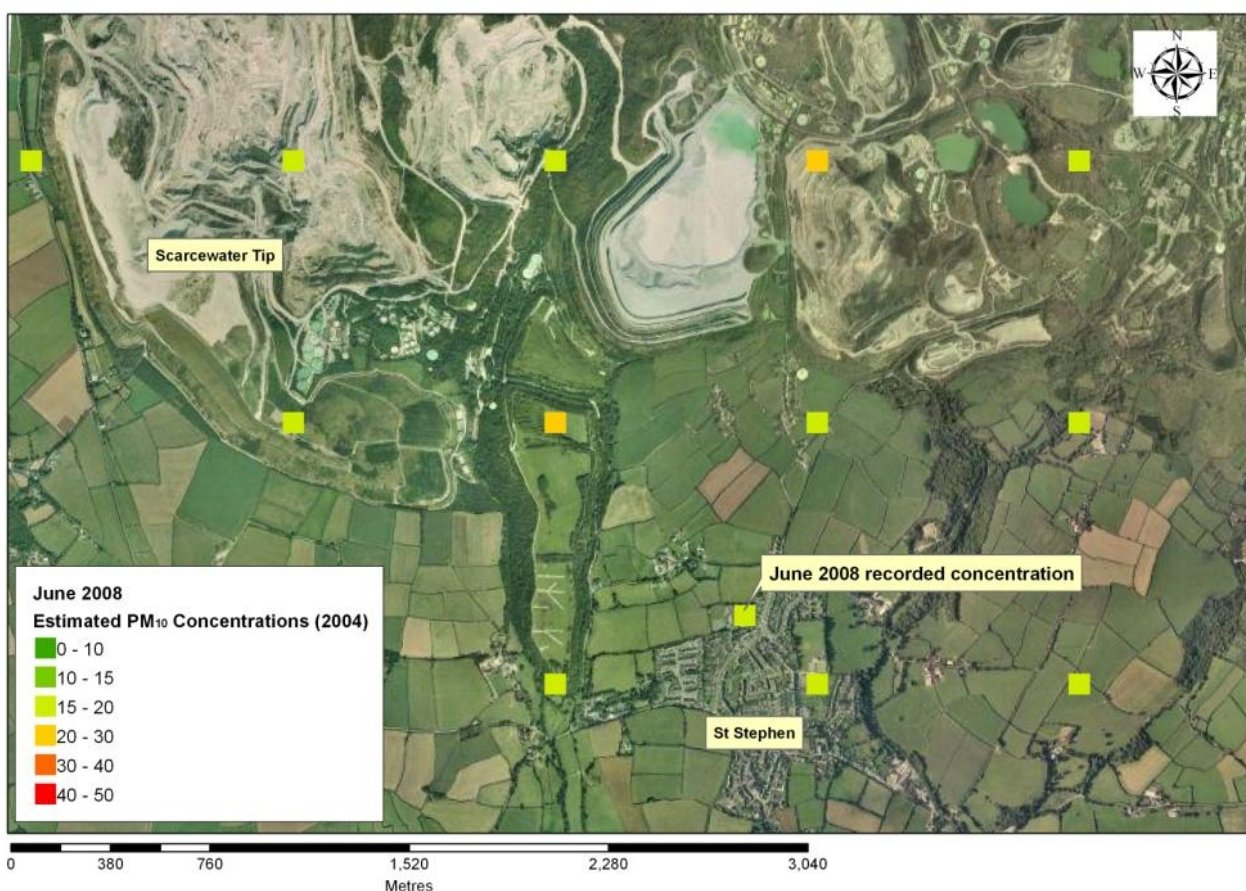 N
W
E
S
Scarcewater Tip
June 2008 recorded concentration
St Stephen
June 2008
Estimated PM₁₀ Concentrations (2004)
0 - 10
10 - 15
15 - 20
20 - 30
30 - 40
40 - 50
0 380 760 1,520 2,280 3,040
Metres